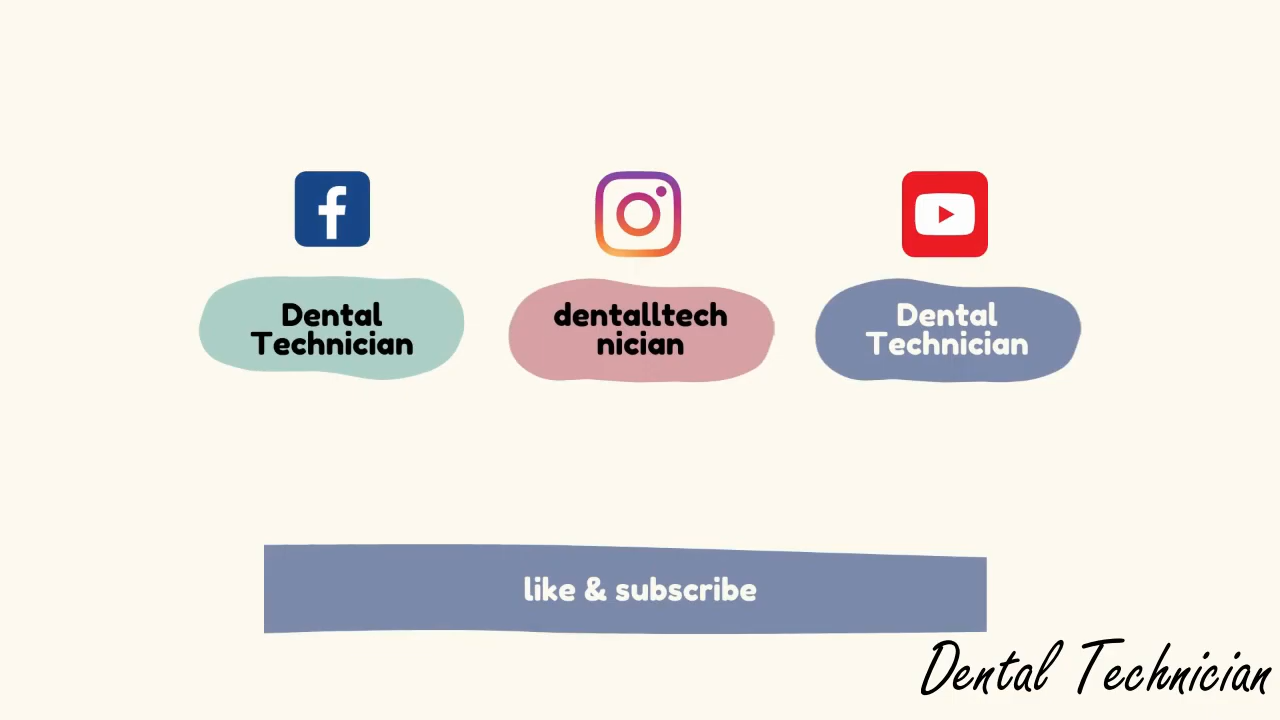 Dental
Technician
dentalltech
nician
Dental
Technician
like & subscribe
Dental Technician